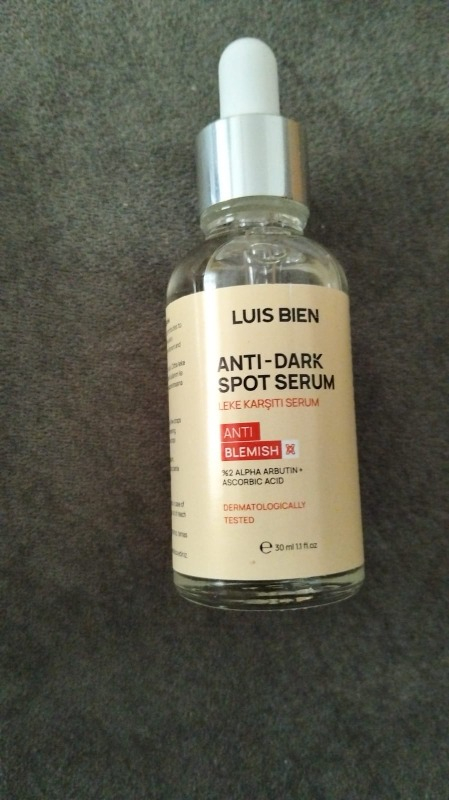 LUIS BIEN
ANTI-DARK
SPOT SERUM
LEKE KARŞITI SERUM
ANTI
BLEMISH
%2 ALPHA ARBUTIN +
ASCORBIC ACID
DERMATOLOGICALLY
TESTED
e 30 ml 1.1 fl.oz